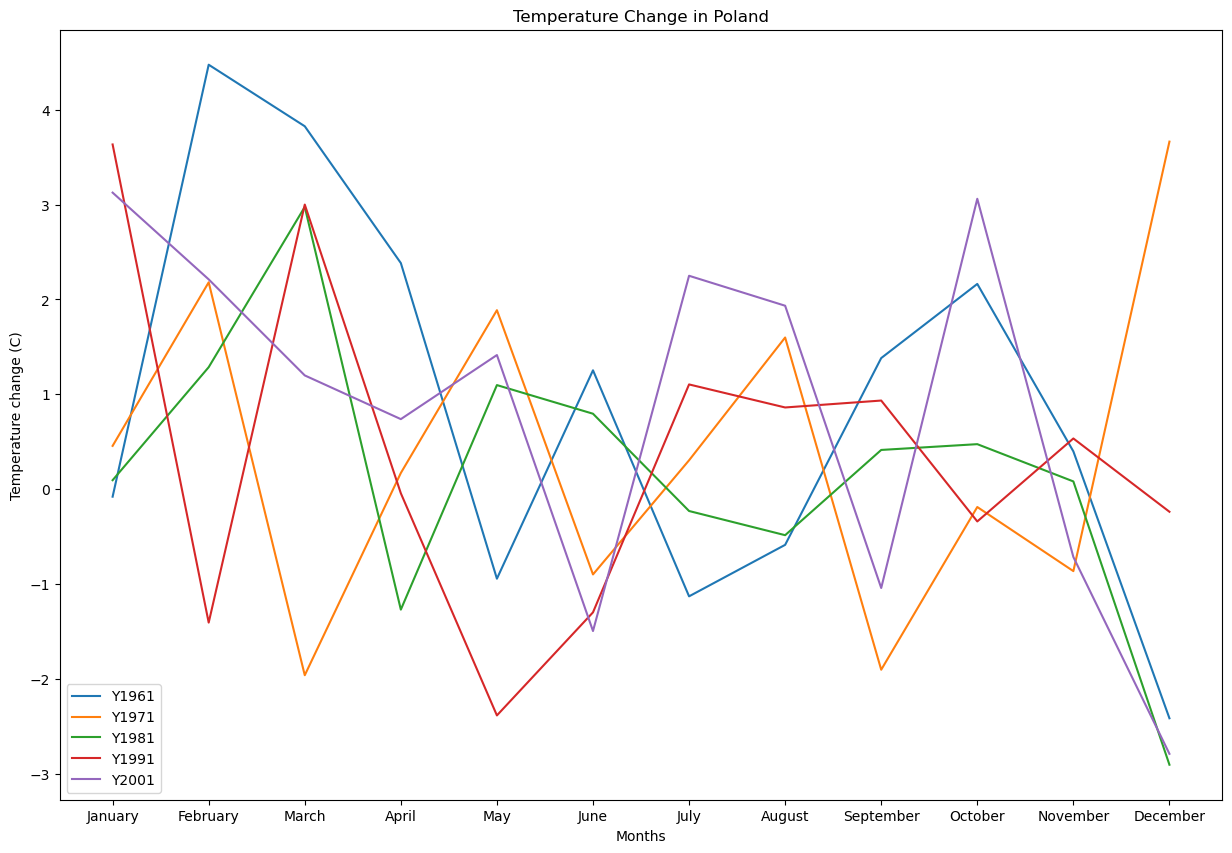 Temperature Change in Poland
Temperature change (C)
4
3
2
1
0
−1
−2
−3
Y1961
Y1971
Y1981
Y1991
Y2001
January February March April May June July August September October November December
Months